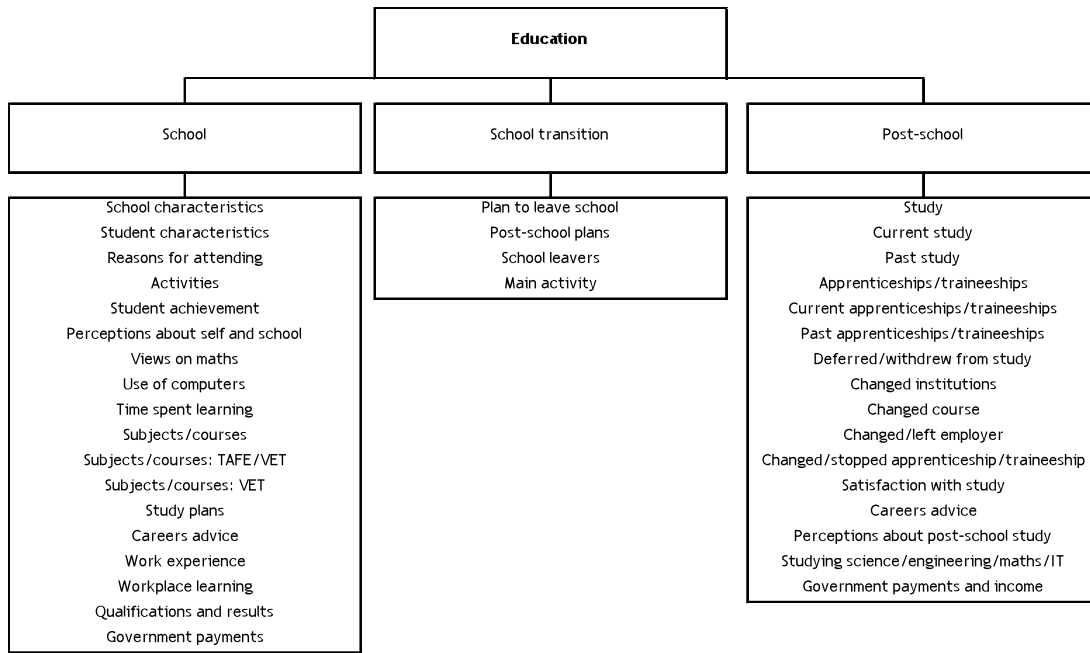 Education
School
School transition
Post-school
School characteristics
Student characteristics
Reasons for attending
Activities
Student achievement
Perceptions about self and school
Views on maths
Use of computers
Time spent learning
Subjects/courses
Subjects/courses: TAFE/VET
Subjects/courses: VET
Study plans
Careers advice
Work experience
Workplace learning
Qualifications and results
Government payments
Plan to leave school
Post-school plans
School leavers
Main activity
Study
Current study
Past study
Apprenticeships/traineeships
Current apprenticeships/traineeships
Past apprenticeships/traineeships
Deferred/withdrew from study
Changed institutions
Changed course
Changed/left employer
Changed/stopped apprenticeship/traineeship
Satisfaction with study
Careers advice
Perceptions about post-school study
Studying science/engineering/maths/IT
Government payments and income